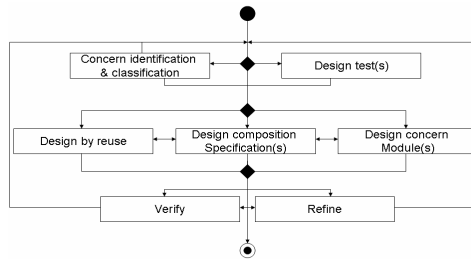 Concern identification
& classification
Design test(s)
Design by reuse
Design composition
Specification(s)
Design concern
Module(s)
Verify
Refine